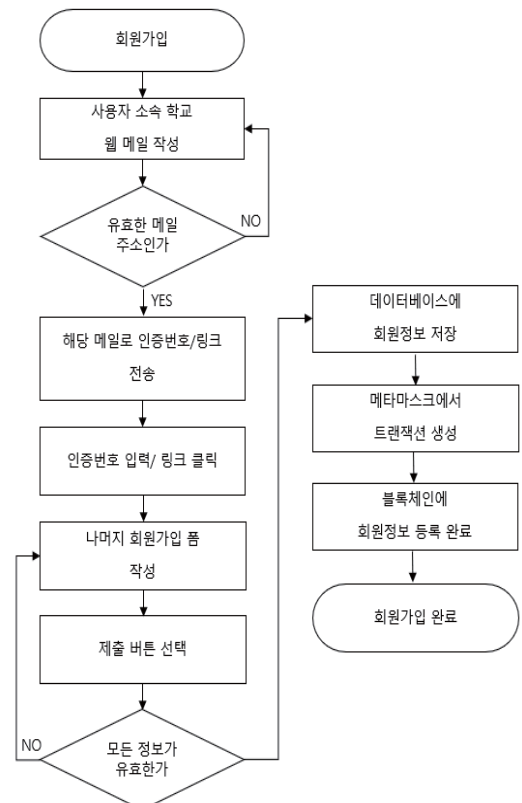 회원가입
사용자 소속 학교
웹 메일 작성
유효한 메일
주소인가
NO
YES
해당 메일로 인증번호/링크
전송
인증번호 입력/ 링크 클릭
나머지 회원가입 폼
작성
제출 버튼 선택
모든 정보가
유효한가
NO
데이터베이스에
회원정보 저장
메타마스크에서
트랜잭션 생성
블록체인에
회원정보 등록 완료
회원가입 완료